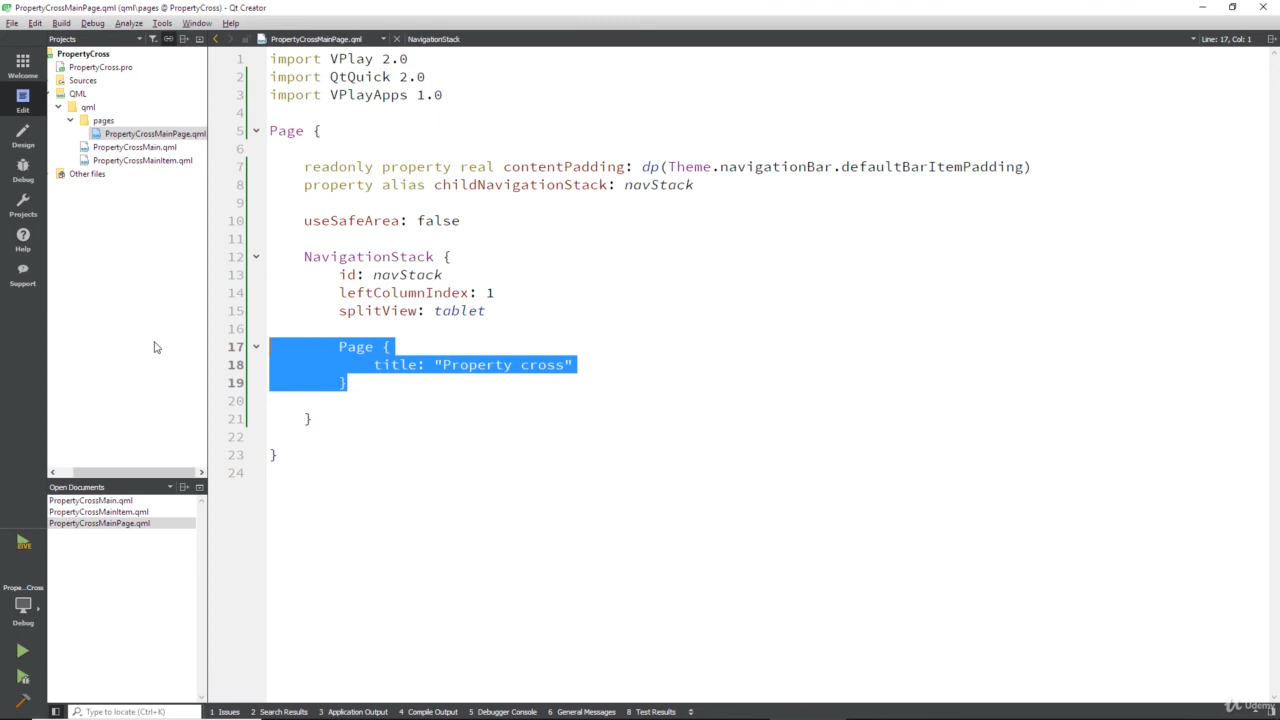 PropertyCrossMainPage.qml (qml\pages @ PropertyCross) - Qt Creator
File Edit Build Debug Analyze Tools Window Help
Projects PropertyCrossMainPage.qml NavigationStack Line: 17, Col: 1
Welcome
Edit
Design
Debug
Projects
Help
Support
PropertyCross
PropertyCross.pro
Sources
QML
qml
pages
PropertyCrossMainPage.qml
PropertyCrossMain.qml
PropertyCrossMainItem.qml
Other files
1 import VPlay 2.0
2 import QtQuick 2.0
3 import VPlayApps 1.0
4
5 Page {
6
7 readonly property real contentPadding: dp(Theme.navigationBar.defaultBarItemPadding)
8 property alias childNavigationStack: navStack
9
10 useSafeArea: false
11
12 NavigationStack {
13 id: navStack
14 leftColumnIndex: 1
15 splitView: tablet
16
17 Page {
18 title: "Property cross"
19 }
20
21 }
22
23 }
24
Open Documents
PropertyCrossMain.qml
PropertyCrossMainItem.qml
PropertyCrossMainPage.qml
LIVE
Prope...Cross
Debug
Type to locate (Ctrl+K) 1 Issues 2 Search Results 3 Application Output 4 Compile Output 5 Debugger Console 6 General Messages 8 Test Results
Udemy